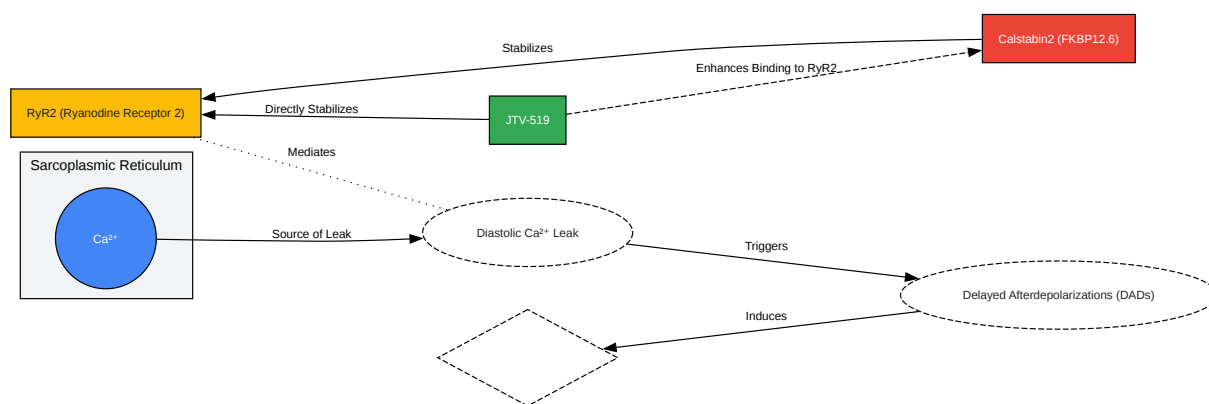 Calstabin2 (FKBP12.6)
Stabilizes
Enhances Binding to RyR2
RyR2 (Ryanodine Receptor 2)
Directly Stabilizes
JTV-519
Mediates
Sarcoplasmic Reticulum
Ca²⁺
Source of Leak
Diastolic Ca²⁺ Leak
Triggers
Delayed Afterdepolarizations (DADs)
Induces